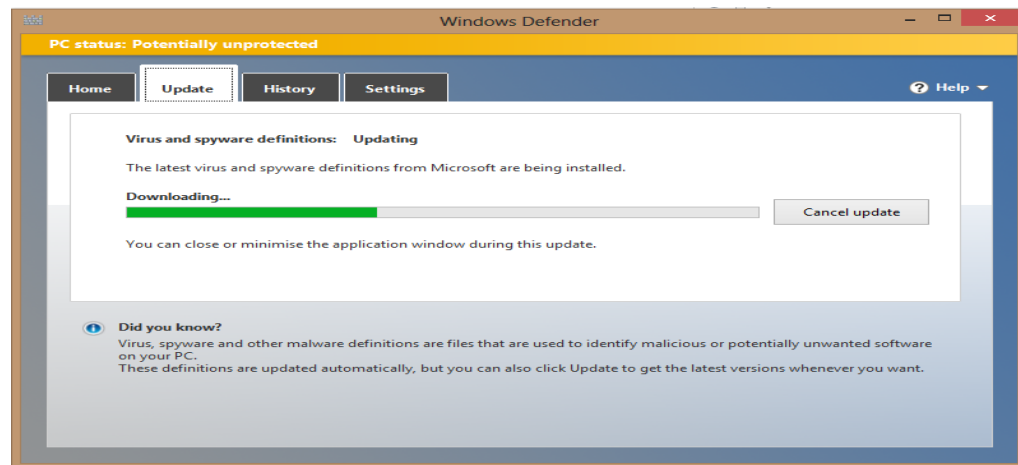 Windows Defender
PC status: Potentially unprotected
Home Update History Settings Help
Virus and spyware definitions: Updating
The latest virus and spyware definitions from Microsoft are being installed.
Downloading...
Cancel update
You can close or minimise the application window during this update.
Did you know?
Virus, spyware and other malware definitions are files that are used to identify malicious or potentially unwanted software
on your PC.
These definitions are updated automatically, but you can also click Update to get the latest versions whenever you want.